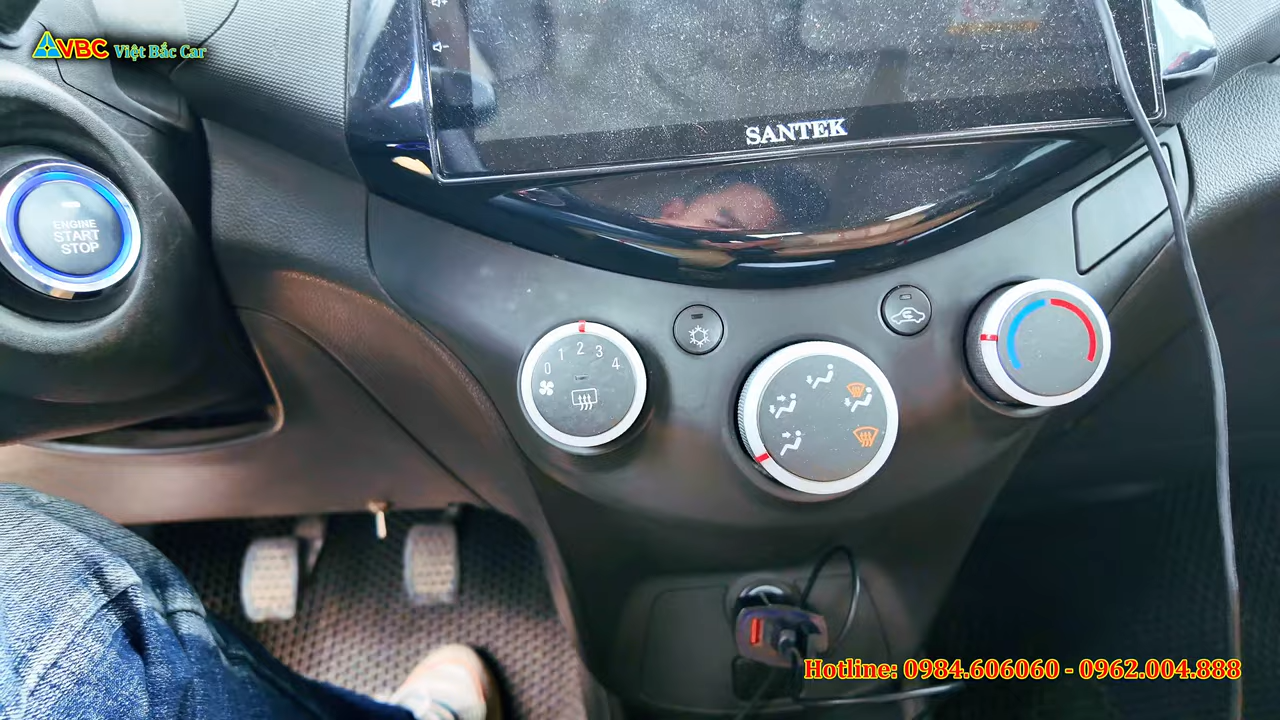 VBC Việt Bắc Car
SANTEK
ENGINE
START
STOP
0 1 2 3 4
Hotline: 0984.606060 - 0962.004.888